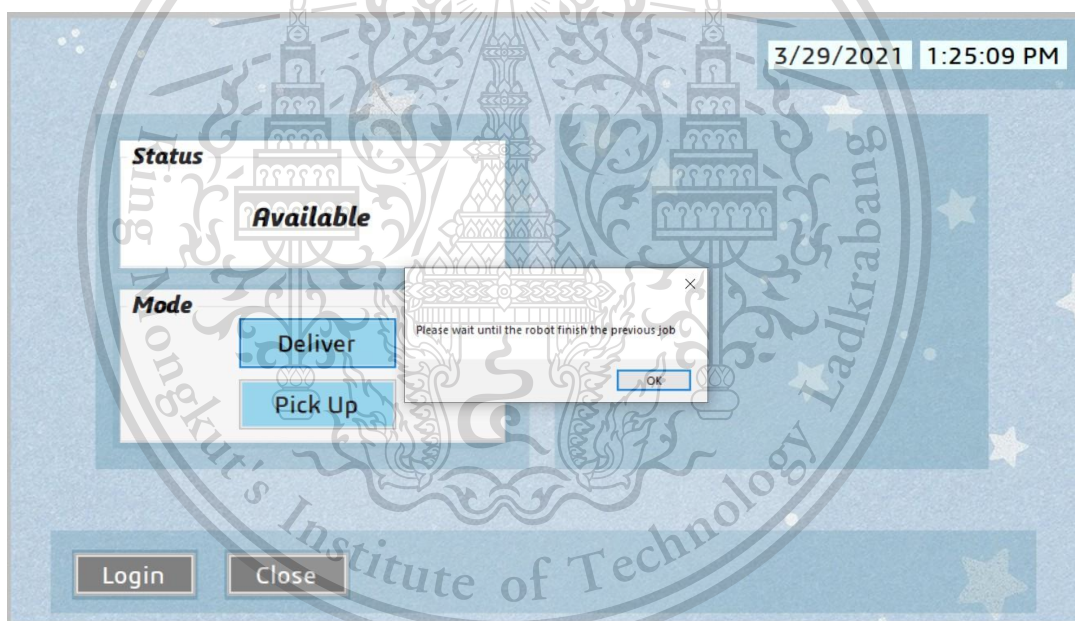 3/29/2021 1:25:09 PM
Status
Available
Mode
Deliver
Pick Up
Please wait until the robot finish the previous job
OK
Login
Close
King Mongkut's Institute of Technology Ladkrabang